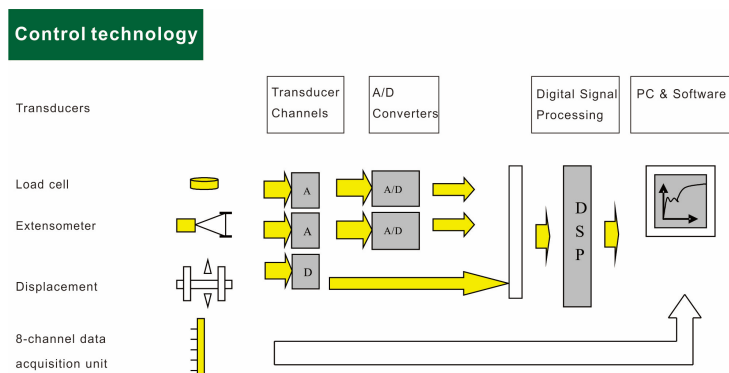 Control technology
Transducers
Transducer
Channels
A/D
Converters
Digital Signal
Processing
PC & Software
Load cell
A
A/D
Extensometer
A
A/D
D
S
P
Displacement
D
8-channel data
acquisition unit